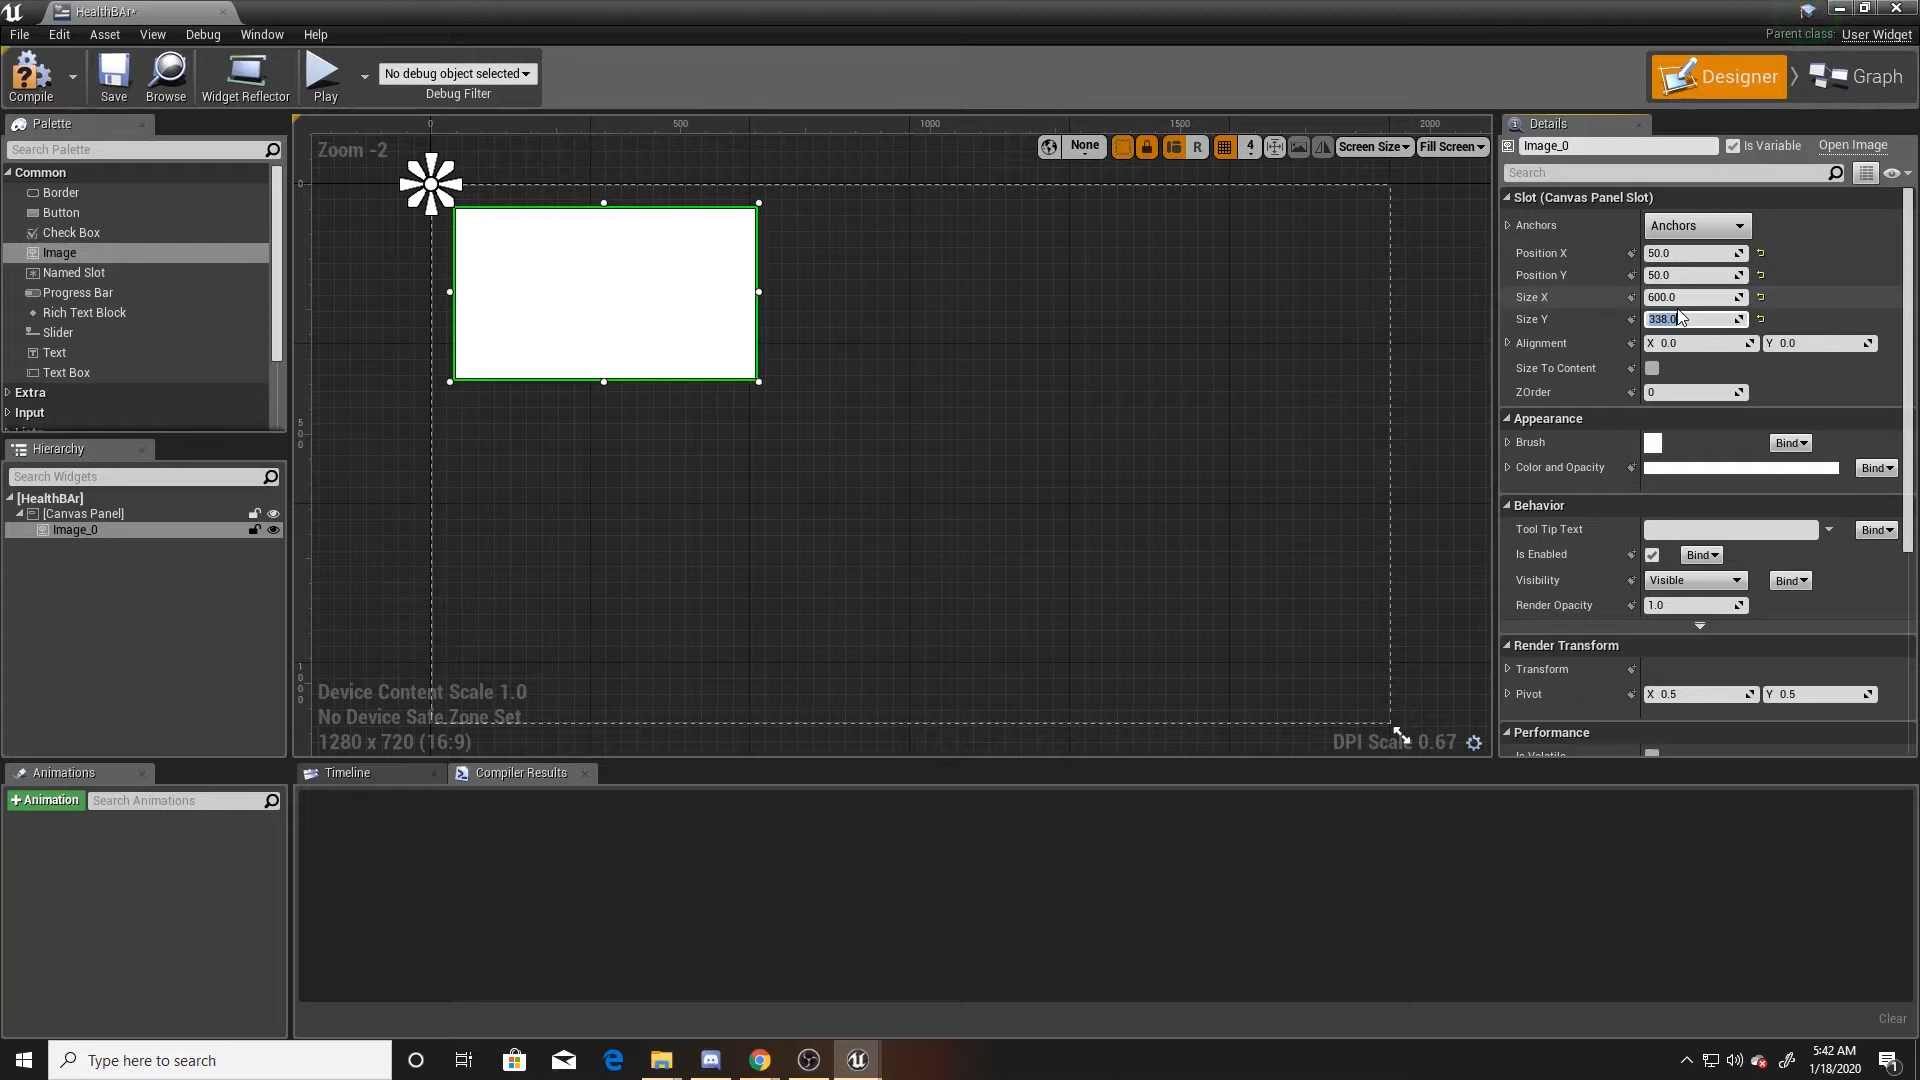 HealthBAr*
File Edit Asset View Debug Window Help
Parent class: User Widget
Compile Save Browse Widget Reflector Play
No debug object selected
Debug Filter
Designer Graph
Palette
Search Palette
Common
Border
Button
Check Box
Image
Named Slot
Progress Bar
Rich Text Block
Slider
Text
Text Box
Extra
Input
Hierarchy
Search Widgets
[HealthBAr]
[Canvas Panel]
Image_0
Animations
+Animation Search Animations
0 500 1000 1500 2000
Zoom -2
None R 4 Screen Size Fill Screen
0
500
1000
Device Content Scale 1.0
No Device Safe Zone Set
1280 x 720 (16:9)
DPI Scale 0.67
Timeline Compiler Results
Clear
Details
Image_0 Is Variable Open Image
Search
Slot (Canvas Panel Slot)
Anchors Anchors
Position X 50.0
Position Y 50.0
Size X 600.0
Size Y 338.0
Alignment X 0.0 Y 0.0
Size To Content
ZOrder 0
Appearance
Brush Bind
Color and Opacity Bind
Behavior
Tool Tip Text Bind
Is Enabled Bind
Visibility Visible Bind
Render Opacity 1.0
Render Transform
Transform
Pivot X 0.5 Y 0.5
Performance
Is Volatile
Type here to search
5:42 AM
1/18/2020
1